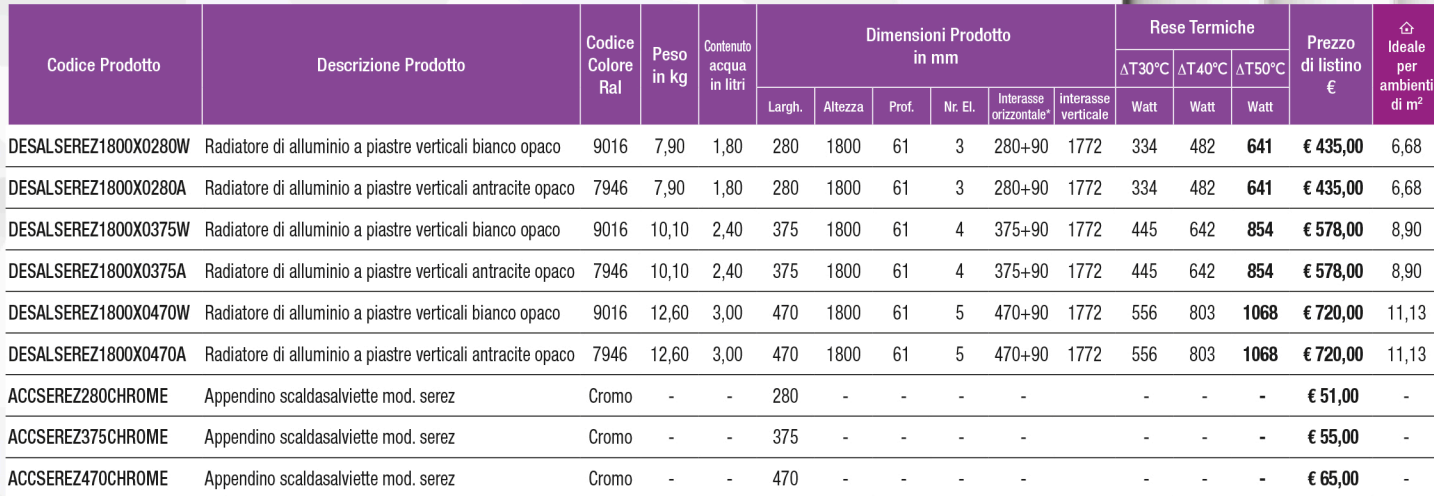 Codice Prodotto Descrizione Prodotto Codice Colore Ral Peso in kg Contenuto acqua in litri Dimensioni Prodotto in mm Rese Termiche Prezzo di listino € Ideale per ambienti di m²
ΔT30°C ΔT40°C ΔT50°C
Largh. Altezza Prof. Nr. El. Interasse orizzontale* interasse verticale Watt Watt Watt
DESALSEREZ1800X0280W Radiatore di alluminio a piastre verticali bianco opaco 9016 7,90 1,80 280 1800 61 3 280+90 1772 334 482 641 € 435,00 6,68
DESALSEREZ1800X0280A Radiatore di alluminio a piastre verticali antracite opaco 7946 7,90 1,80 280 1800 61 3 280+90 1772 334 482 641 € 435,00 6,68
DESALSEREZ1800X0375W Radiatore di alluminio a piastre verticali bianco opaco 9016 10,10 2,40 375 1800 61 4 375+90 1772 445 642 854 € 578,00 8,90
DESALSEREZ1800X0375A Radiatore di alluminio a piastre verticali antracite opaco 7946 10,10 2,40 375 1800 61 4 375+90 1772 445 642 854 € 578,00 8,90
DESALSEREZ1800X0470W Radiatore di alluminio a piastre verticali bianco opaco 9016 12,60 3,00 470 1800 61 5 470+90 1772 556 803 1068 € 720,00 11,13
DESALSEREZ1800X0470A Radiatore di alluminio a piastre verticali antracite opaco 7946 12,60 3,00 470 1800 61 5 470+90 1772 556 803 1068 € 720,00 11,13
ACCSEREZ280CHROME Appendino scaldasalviette mod. serez Cromo - - 280 - - - - - - - € 51,00 -
ACCSEREZ375CHROME Appendino scaldasalviette mod. serez Cromo - - 375 - - - - - - - € 55,00 -
ACCSEREZ470CHROME Appendino scaldasalviette mod. serez Cromo - - 470 - - - - - - - € 65,00 -